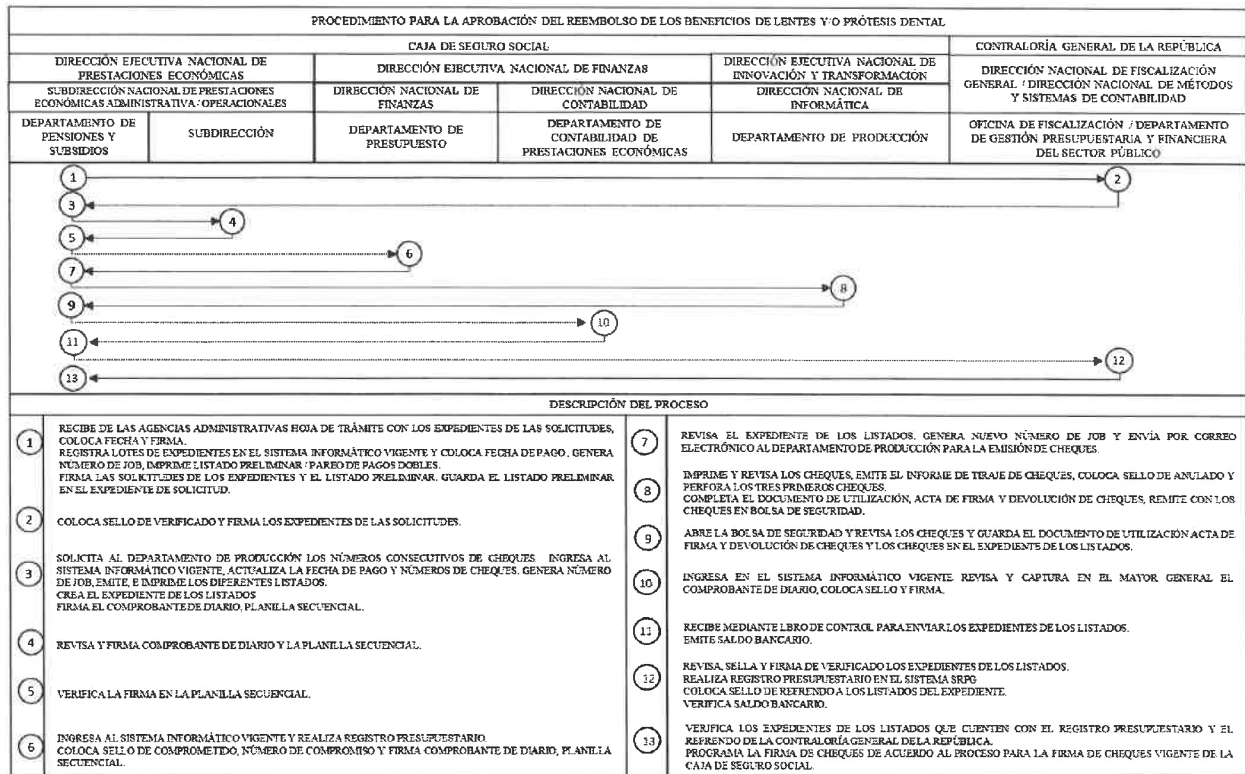 PROCEDIMIENTO PARA LA APROBACIÓN DEL REEMBOLSO DE LOS BENEFICIOS DE LENTES Y/O PRÓTESIS DENTAL
CAJA DE SEGURO SOCIAL
CONTRALORÍA GENERAL DE LA REPÚBLICA
DIRECCIÓN EJECUTIVA NACIONAL DE
PRESTACIONES ECONÓMICAS
DIRECCIÓN EJECUTIVA NACIONAL DE FINANZAS
DIRECCIÓN EJECUTIVA NACIONAL DE
INNOVACIÓN Y TRANSFORMACIÓN
DIRECCIÓN NACIONAL DE FISCALIZACIÓN
GENERAL / DIRECCIÓN NACIONAL DE MÉTODOS
Y SISTEMAS DE CONTABILIDAD
SUBDIRECCIÓN NACIONAL DE PRESTACIONES
ECONÓMICAS ADMINISTRATIVA / OPERACIONALES
DIRECCIÓN NACIONAL DE
FINANZAS
DIRECCIÓN NACIONAL DE
CONTABILIDAD
DIRECCIÓN NACIONAL DE
INFORMÁTICA
DEPARTAMENTO DE
PENSIONES Y
SUBSIDIOS
SUBDIRECCIÓN
DEPARTAMENTO DE
PRESUPUESTO
DEPARTAMENTO DE
CONTABILIDAD DE
PRESTACIONES ECONÓMICAS
DEPARTAMENTO DE PRODUCCIÓN
OFICINA DE FISCALIZACIÓN / DEPARTAMENTO
DE GESTIÓN PRESUPUESTARIA Y FINANCIERA
DEL SECTOR PÚBLICO
1
2
3
4
5
6
7
8
9
10
11
12
13
DESCRIPCIÓN DEL PROCESO
1
RECIBE DE LAS AGENCIAS ADMINISTRATIVAS HOJA DE TRÁMITE CON LOS EXPEDIENTES DE LAS SOLICITUDES,
COLOCA FECHA Y FIRMA.
REGISTRA LOTES DE EXPEDIENTES EN EL SISTEMA INFORMÁTICO VIGENTE Y COLOCA FECHA DE PAGO. GENERA
NÚMERO DE JOB, IMPRIME LISTADO PRELIMINAR / PAREO DE PAGOS DOBLES.
FIRMA LAS SOLICITUDES DE LOS EXPEDIENTES Y EL LISTADO PRELIMINAR. GUARDA EL LISTADO PRELIMINAR
EN EL EXPEDIENTE DE SOLICITUD.
2
COLOCA SELLO DE VERIFICADO Y FIRMA LOS EXPEDIENTES DE LAS SOLICITUDES.
3
SOLICITA AL DEPARTAMENTO DE PRODUCCIÓN LOS NÚMEROS CONSECUTIVOS DE CHEQUES. INGRESA AL
SISTEMA INFORMÁTICO VIGENTE, ACTUALIZA LA FECHA DE PAGO Y NÚMEROS DE CHEQUES. GENERA NÚMERO
DE JOB, EMITE, E IMPRIME LOS DIFERENTES LISTADOS.
CREA EL EXPEDIENTE DE LOS LISTADOS
FIRMA EL COMPROBANTE DE DIARIO, PLANILLA SECUENCIAL.
4
REVISA Y FIRMA COMPROBANTE DE DIARIO Y LA PLANILLA SECUENCIAL.
5
VERIFICA LA FIRMA EN LA PLANILLA SECUENCIAL.
6
INGRESA AL SISTEMA INFORMÁTICO VIGENTE Y REALIZA REGISTRO PRESUPUESTARIO.
COLOCA SELLO DE COMPROMETIDO, NÚMERO DE COMPROMISO Y FIRMA COMPROBANTE DE DIARIO, PLANILLA
SECUENCIAL.
7
REVISA EL EXPEDIENTE DE LOS LISTADOS. GENERA NUEVO NÚMERO DE JOB Y ENVÍA POR CORREO
ELECTRÓNICO AL DEPARTAMENTO DE PRODUCCIÓN PARA LA EMISIÓN DE CHEQUES.
8
IMPRIME Y REVISA LOS CHEQUES, EMITE EL INFORME DE TIRAJE DE CHEQUES, COLOCA SELLO DE ANULADO Y
PERFORA LOS TRES PRIMEROS CHEQUES.
COMPLETA EL DOCUMENTO DE UTILIZACIÓN, ACTA DE FIRMA Y DEVOLUCIÓN DE CHEQUES, REMITE CON LOS
CHEQUES EN BOLSA DE SEGURIDAD.
9
ABRE LA BOLSA DE SEGURIDAD Y REVISA LOS CHEQUES Y GUARDA EL DOCUMENTO DE UTILIZACIÓN ACTA DE
FIRMA Y DEVOLUCIÓN DE CHEQUES Y LOS CHEQUES EN EL EXPEDIENTE DE LOS LISTADOS.
10
INGRESA EN EL SISTEMA INFORMÁTICO VIGENTE REVISA Y CAPTURA EN EL MAYOR GENERAL EL
COMPROBANTE DE DIARIO, COLOCA SELLO Y FIRMA.
11
RECIBE MEDIANTE LBRO DE CONTROL PARA ENVIAR LOS EXPEDIENTES DE LOS LISTADOS.
EMITE SALDO BANCARIO.
12
REVISA, SELLA Y FIRMA DE VERIFICADO LOS EXPEDIENTES DE LOS LISTADOS.
REALIZA REGISTRO PRESUPUESTARIO EN EL SISTEMA SRPG
COLOCA SELLO DE REFRENDO A LOS LISTADOS DEL EXPEDIENTE.
VERIFICA SALDO BANCARIO.
13
VERIFICA LOS EXPEDIENTES DE LOS LISTADOS QUE CUENTEN CON EL REGISTRO PRESUPUESTARIO Y EL
REFRENDO DE LA CONTRALORÍA GENERAL DE LA REPÚBLICA.
PROGRAMA LA FIRMA DE CHEQUES DE ACUERDO AL PROCESO PARA LA FIRMA DE CHEQUES VIGENTE DE LA
CAJA DE SEGURO SOCIAL.